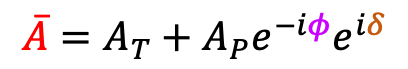 Ā = A_T + A_P e^{-iϕ} e^{iδ}